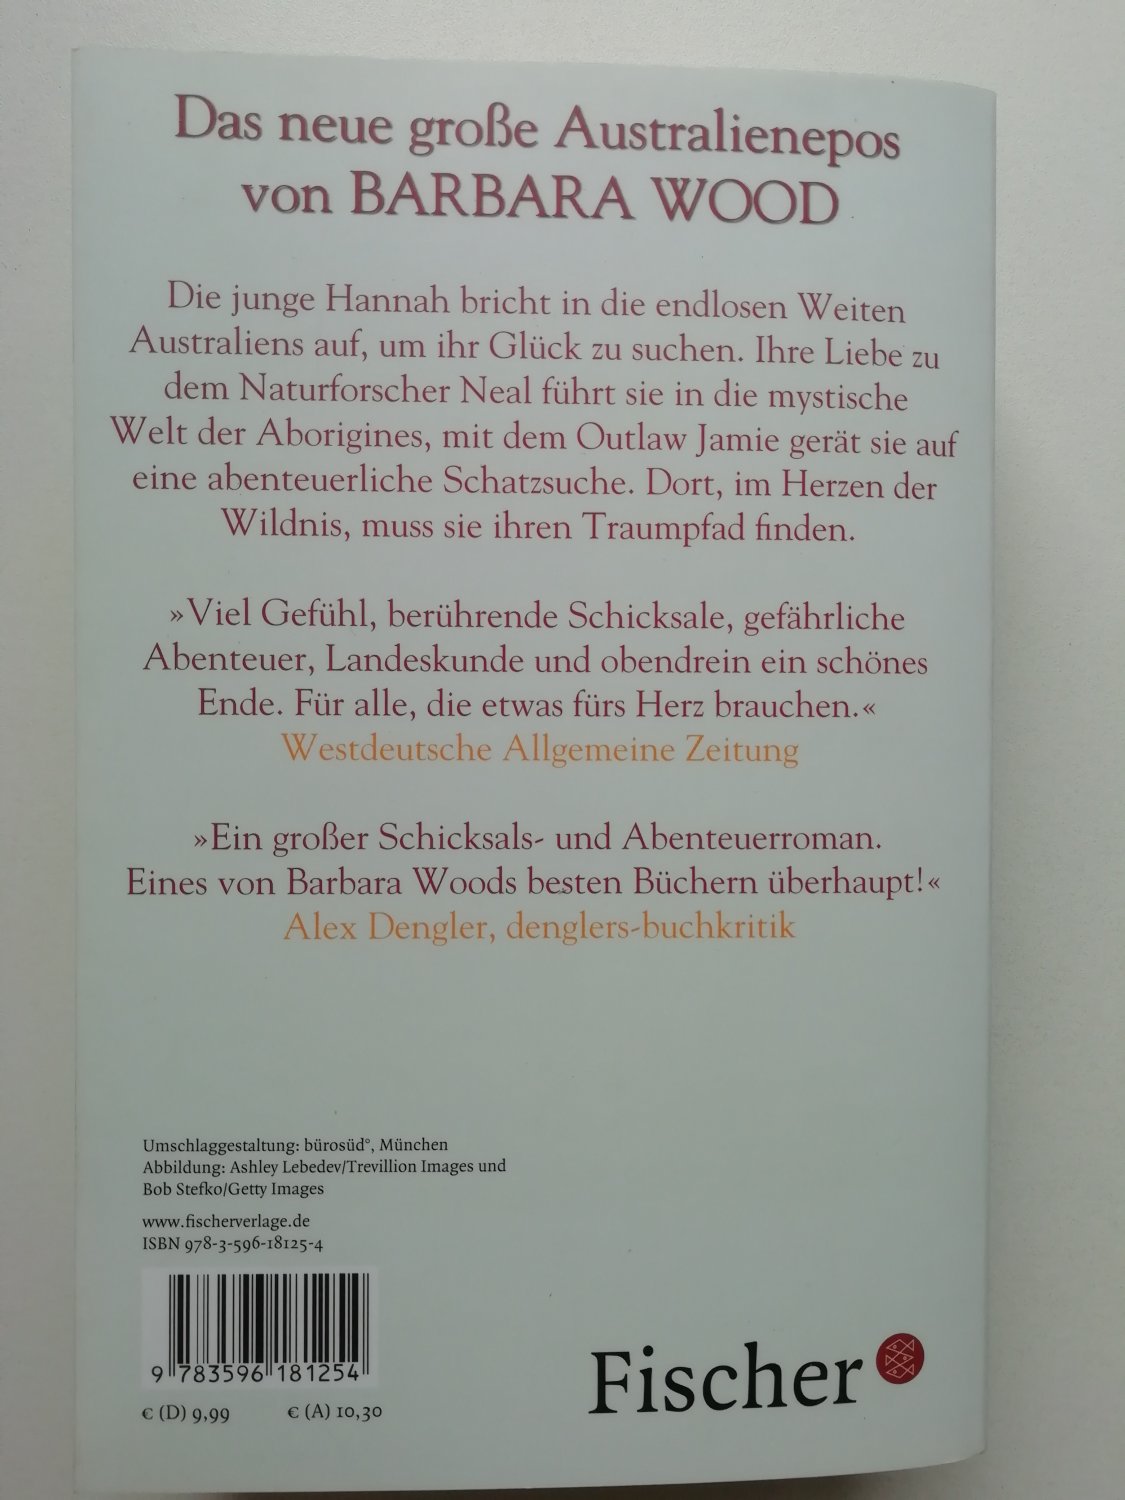 Das neue große Australienepos
von BARBARA WOOD
Die junge Hannah bricht in die endlosen Weiten
Australiens auf, um ihr Glück zu suchen. Ihre Liebe zu
dem Naturforscher Neal führt sie in die mystische
Welt der Aborigines, mit dem Outlaw Jamie gerät sie auf
eine abenteuerliche Schatzsuche. Dort, im Herzen der
Wildnis, muss sie ihren Traumpfad finden.
»Viel Gefühl, berührende Schicksale, gefährliche
Abenteuer, Landeskunde und obendrein ein schönes
Ende. Für alle, die etwas fürs Herz brauchen.«
Westdeutsche Allgemeine Zeitung
»Ein großer Schicksals- und Abenteuerroman.
Eines von Barbara Woods besten Büchern überhaupt!«
Alex Dengler, denglers-buchkritik
Umschlaggestaltung: bürosüd°, München
Abbildung: Ashley Lebedev/Trevillion Images und
Bob Stefko/Getty Images
www.fischerverlage.de
ISBN 978-3-596-18125-4
9 783596 181254
€ (D) 9,99 € (A) 10,30
Fischer